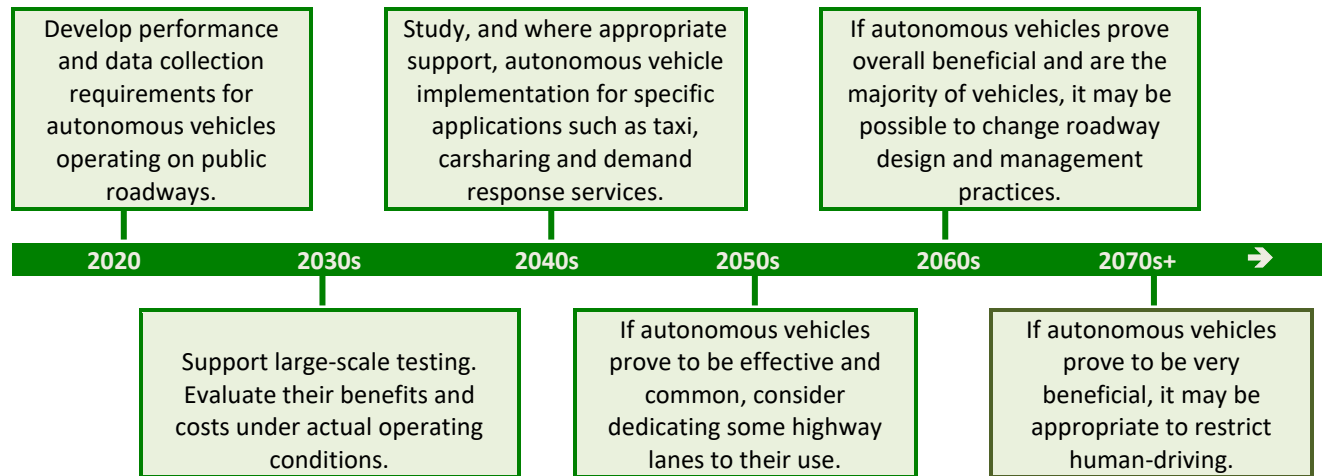 Develop performance
and data collection
requirements for
autonomous vehicles
operating on public
roadways.
Study, and where appropriate
support, autonomous vehicle
implementation for specific
applications such as taxi,
carsharing and demand
response services.
If autonomous vehicles prove
overall beneficial and are the
majority of vehicles, it may be
possible to change roadway
design and management
practices.
2020 2030s 2040s 2050s 2060s 2070s+ →
Support large-scale testing.
Evaluate their benefits and
costs under actual operating
conditions.
If autonomous vehicles
prove to be effective and
common, consider
dedicating some highway
lanes to their use.
If autonomous vehicles
prove to be very
beneficial, it may be
appropriate to restrict
human-driving.